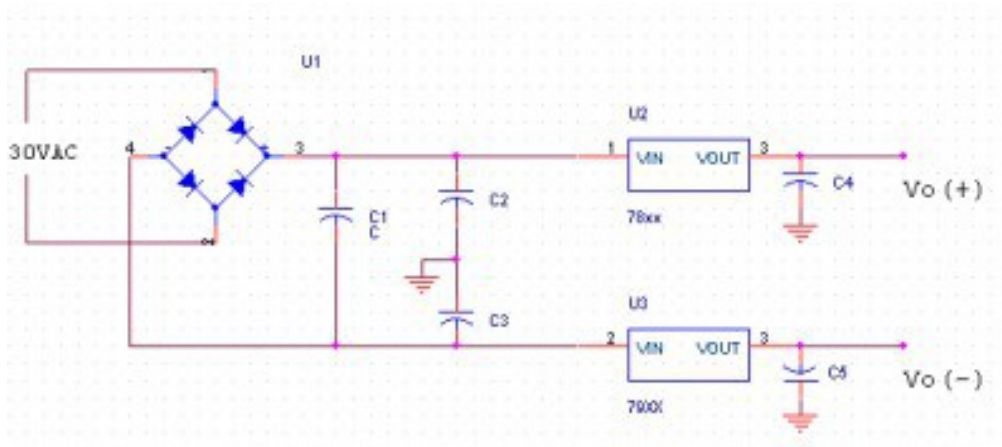 U1
30VAC
4
3
C1
C
C2
C3
U2
1
VIN
VOUT
3
78xx
C4
Vo (+)
U3
2
VIN
VOUT
3
79XX
C5
Vo (-)